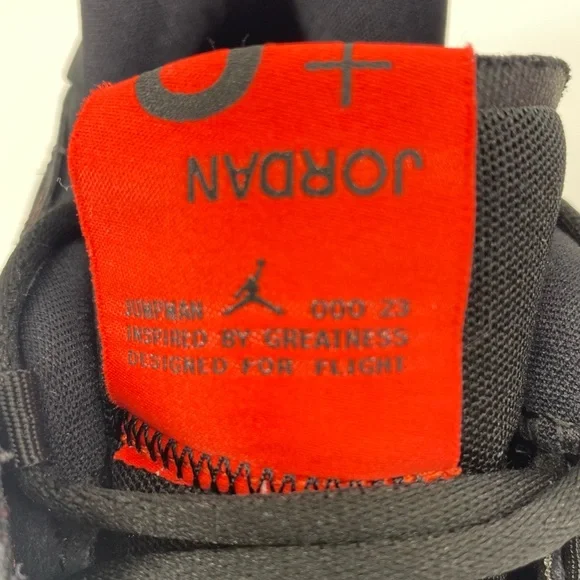 O +
JORDAN
JUMPMAN 000 23
INSPIRED BY GREATNESS
DESIGNED FOR FLIGHT